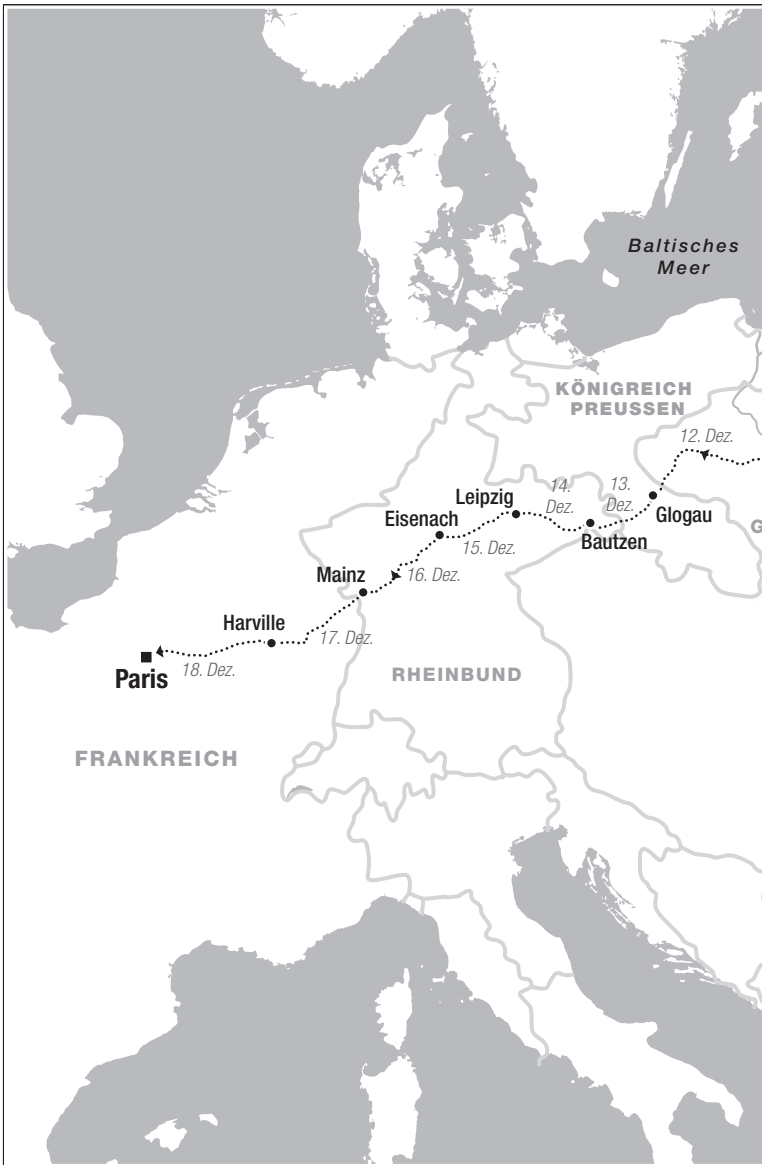 Baltisches
Meer
KÖNIGREICH
PREUSSEN
12. Dez.
13.
Dez.
14.
Dez.
Leipzig
Glogau
G
Eisenach
Bautzen
15. Dez.
Mainz
16. Dez.
Harville
17. Dez.
18. Dez.
Paris
RHEINBUND
FRANKREICH